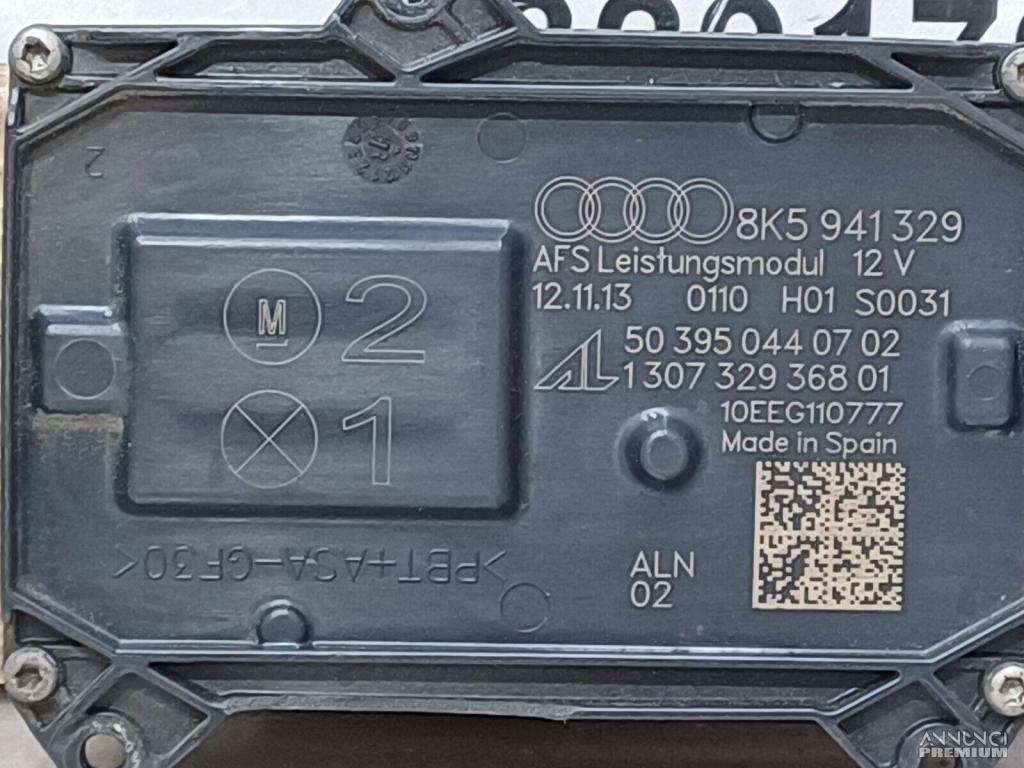 2
8K5 941 329
AFS Leistungsmodul 12 V
12.11.13 0110 H01 S0031
50 395 044 07 02
AL 1 307 329 368 01
10EEG110777
Made in Spain
M 2
1
>PBT+ASA-GF30<
ALN
02
ANNUNCI
PREMIUM